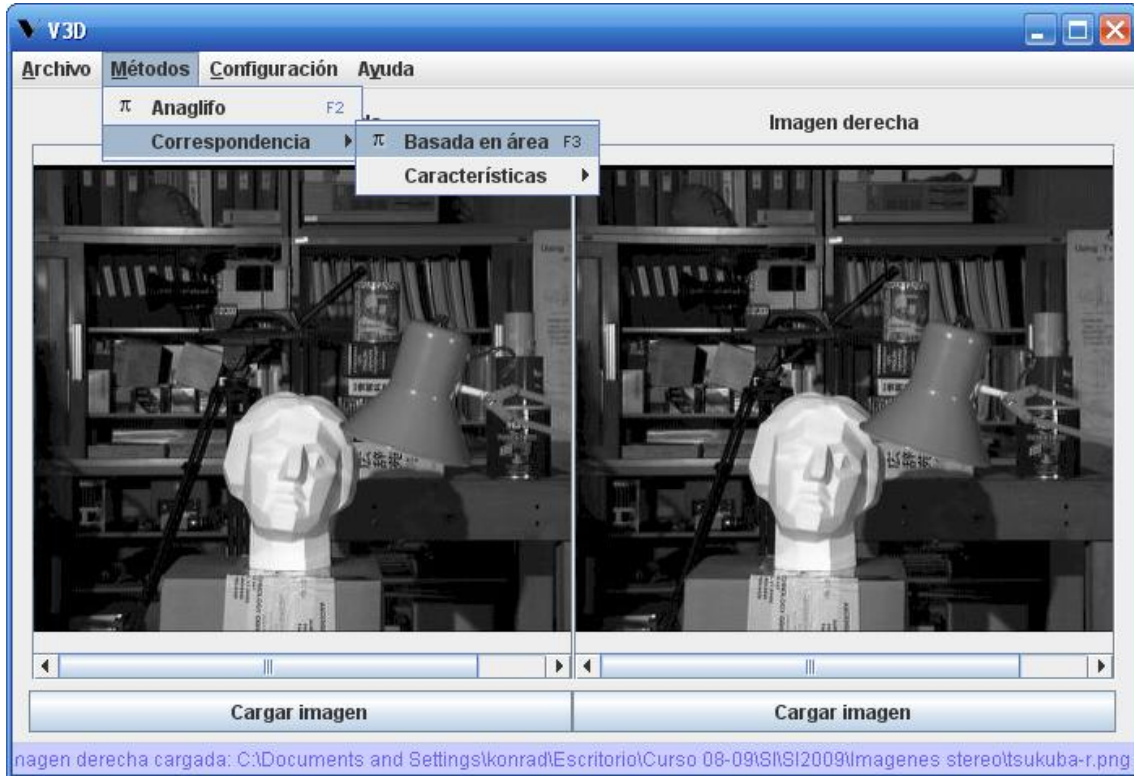 V3D
Archivo Métodos Configuración Ayuda
π Anaglifo F2
Correspondencia
π Basada en área F3
Características
Imagen derecha
Cargar imagen Cargar imagen
nagen derecha cargada: C:\Documents and Settings\konrad\Escritorio\Curso 08-09\SI\SI2009\Imagenes stereo\tsukuba-r.png